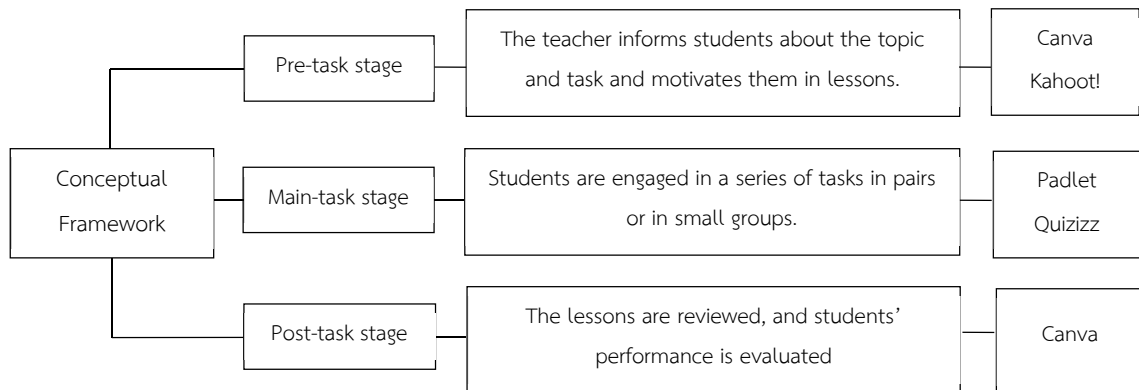 Pre-task stage
The teacher informs students about the topic
and task and motivates them in lessons.
Canva
Kahoot!
Conceptual
Framework
Main-task stage
Students are engaged in a series of tasks in pairs
or in small groups.
Padlet
Quizizz
Post-task stage
The lessons are reviewed, and students’
performance is evaluated
Canva